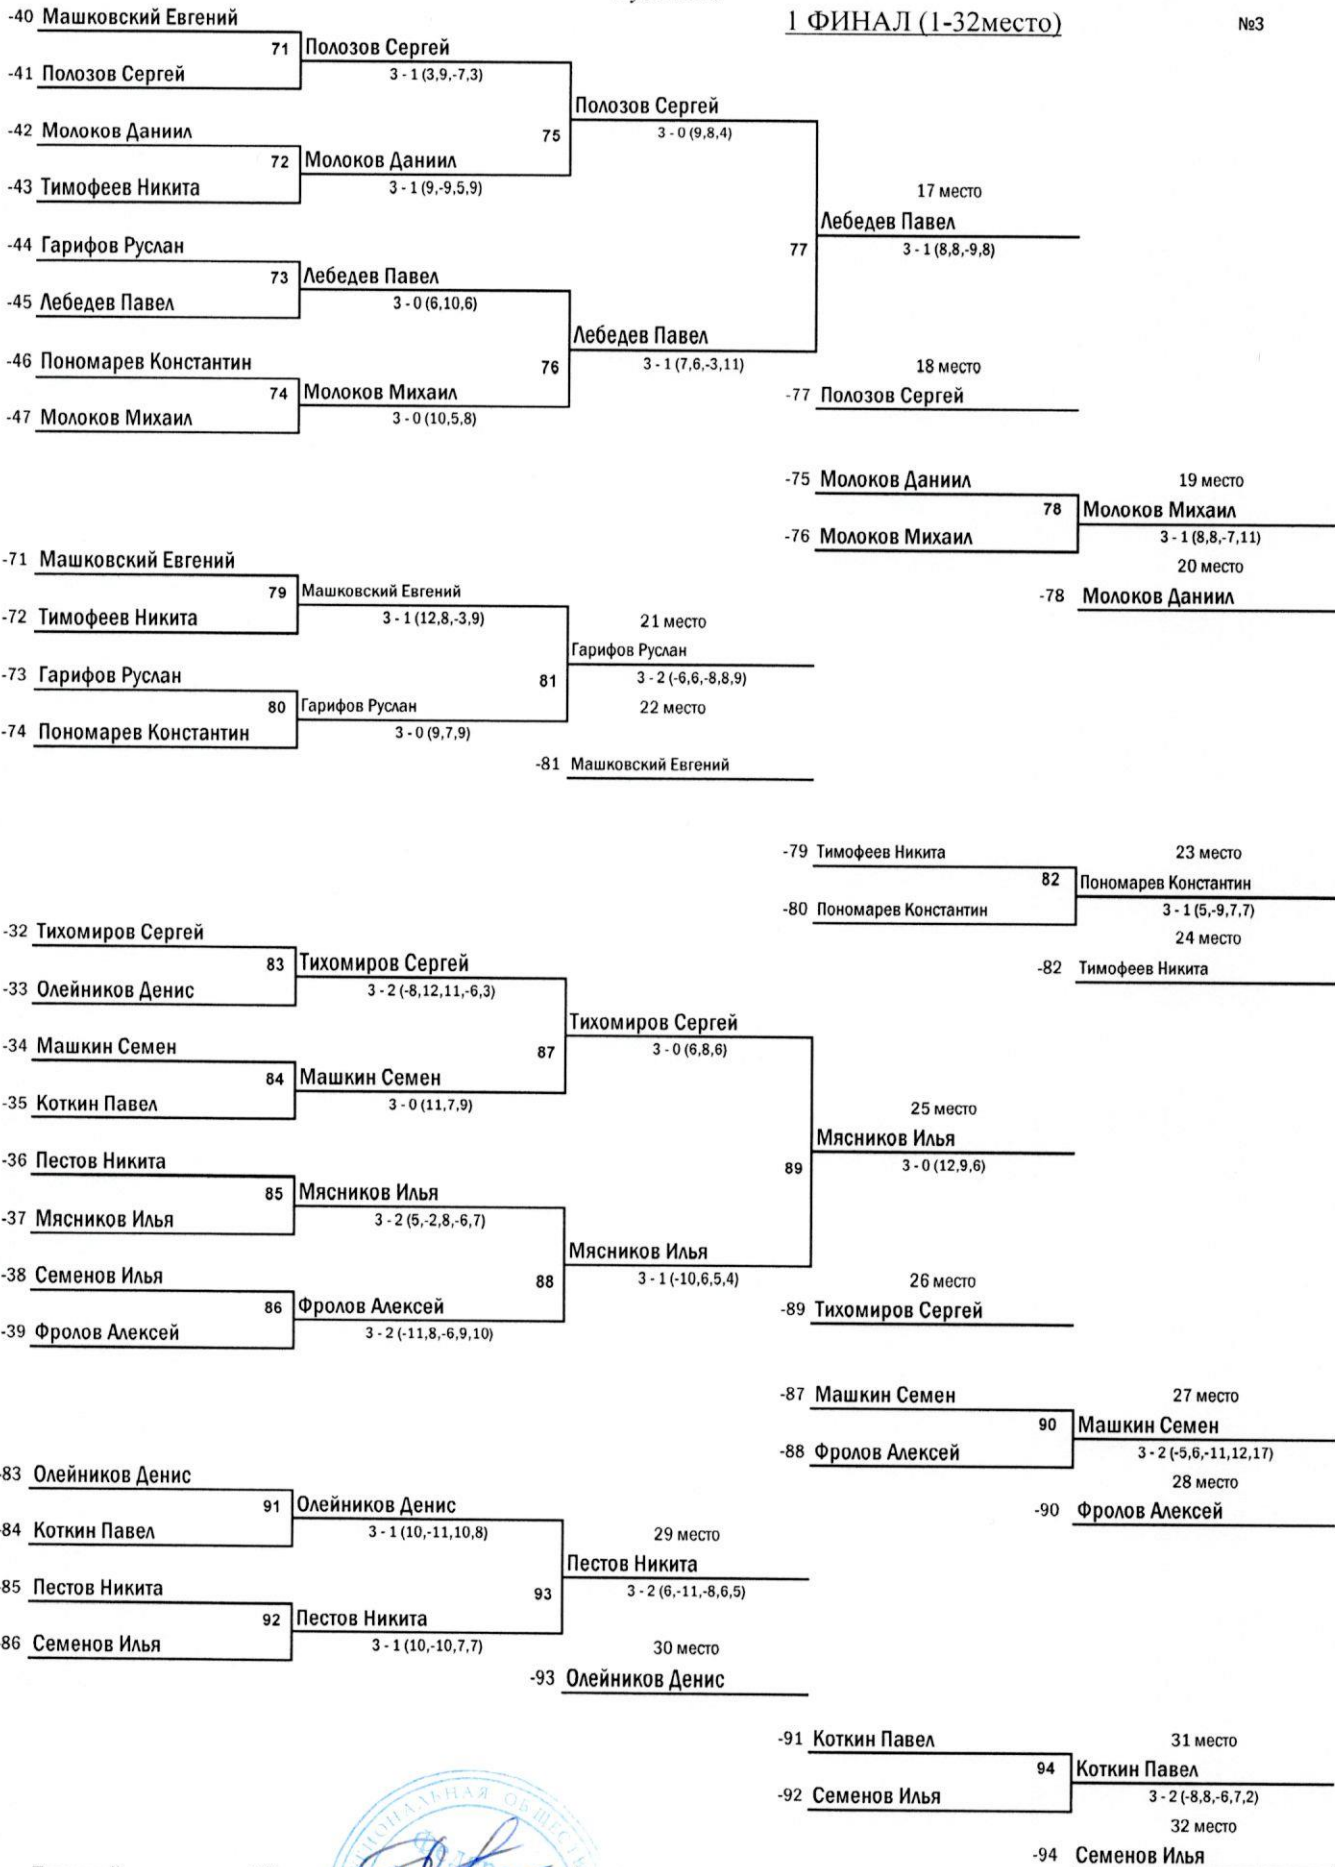 1 ФИНАЛ (1-32место)
№3
-40 Машковский Евгений
71 Полозов Сергей
3 - 1 (3,9,-7,3)
-41 Полозов Сергей
Полозов Сергей
75
3 - 0 (9,8,4)
-42 Молоков Даниил
72 Молоков Даниил
3 - 1 (9,-9,5,9)
-43 Тимофеев Никита
17 место
Лебедев Павел
77
3 - 1 (8,8,-9,8)
-44 Гарифов Руслан
73 Лебедев Павел
3 - 0 (6,10,6)
-45 Лебедев Павел
Лебедев Павел
76
3 - 1 (7,6,-3,11)
-46 Пономарев Константин
74 Молоков Михаил
3 - 0 (10,5,8)
-47 Молоков Михаил
18 место
-77 Полозов Сергей
-75 Молоков Даниил
19 место
78 Молоков Михаил
3 - 1 (8,8,-7,11)
-76 Молоков Михаил
20 место
-78 Молоков Даниил
-71 Машковский Евгений
79 Машковский Евгений
3 - 1 (12,8,-3,9)
-72 Тимофеев Никита
21 место
Гарифов Руслан
81
3 - 2 (-6,6,-8,8,9)
-73 Гарифов Руслан
80 Гарифов Руслан
3 - 0 (9,7,9)
-74 Пономарев Константин
22 место
-81 Машковский Евгений
-79 Тимофеев Никита
23 место
82 Пономарев Константин
3 - 1 (5,-9,7,7)
-80 Пономарев Константин
24 место
-82 Тимофеев Никита
-32 Тихомиров Сергей
83 Тихомиров Сергей
3 - 2 (-8,12,11,-6,3)
-33 Олейников Денис
Тихомиров Сергей
87
3 - 0 (6,8,6)
-34 Машкин Семен
84 Машкин Семен
3 - 0 (11,7,9)
-35 Коткин Павел
25 место
Мясников Илья
89
3 - 0 (12,9,6)
-36 Пестов Никита
85 Мясников Илья
3 - 2 (5,-2,8,-6,7)
-37 Мясников Илья
Мясников Илья
88
3 - 1 (-10,6,5,4)
-38 Семенов Илья
86 Фролов Алексей
3 - 2 (-11,8,-6,9,10)
-39 Фролов Алексей
26 место
-89 Тихомиров Сергей
-87 Машкин Семен
27 место
90 Машкин Семен
3 - 2 (-5,6,-11,12,17)
-88 Фролов Алексей
28 место
-90 Фролов Алексей
-83 Олейников Денис
91 Олейников Денис
3 - 1 (10,-11,10,8)
84 Коткин Павел
29 место
Пестов Никита
93
3 - 2 (6,-11,-8,6,5)
85 Пестов Никита
92 Пестов Никита
3 - 1 (10,-10,7,7)
86 Семенов Илья
30 место
-93 Олейников Денис
-91 Коткин Павел
31 место
94 Коткин Павел
3 - 2 (-8,8,-6,7,2)
-92 Семенов Илья
32 место
-94 Семенов Илья